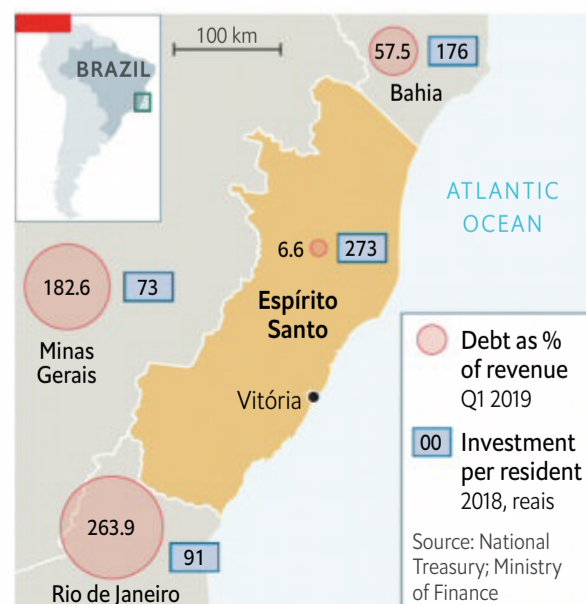 100 km
BRAZIL
57.5
176
Bahia
ATLANTIC
OCEAN
6.6
273
Espírito
Santo
182.6
73
Minas
Gerais
Vitória
263.9
91
Rio de Janeiro
Debt as %
of revenue
Q1 2019
00
Investment
per resident
2018, reais
Source: National
Treasury; Ministry
of Finance